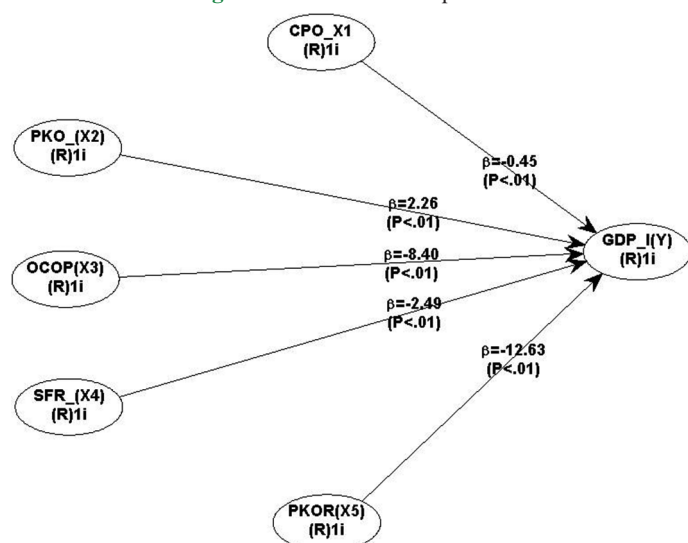 CPO_X1
(R)1i
PKO_(X2)
(R)1i
β=-0.45
(P<.01)
β=2.26
(P<.01)
GDP_I(Y)
(R)1i
OCOP(X3)
(R)1i
β=-8.40
(P<.01)
β=-2.49
(P<.01)
β=-12.63
(P<.01)
SFR_(X4)
(R)1i
PKOR(X5)
(R)1i